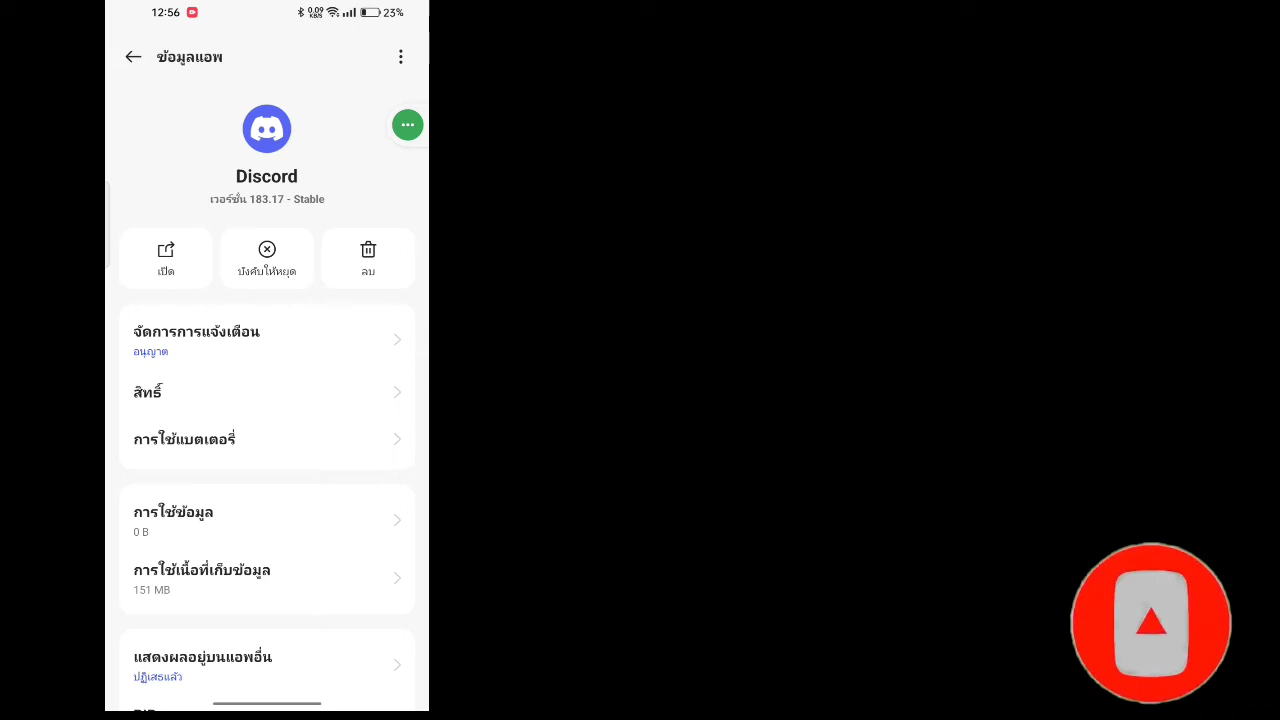 12:56
0.09 KB/S
23%
ข้อมูลแอพ
Discord
เวอร์ชั่น 183.17 - Stable
เปิด
บังคับให้หยุด
ลบ
จัดการการแจ้งเตือน
อนุญาต
สิทธิ์
การใช้แบตเตอรี่
การใช้ข้อมูล
0 B
การใช้เนื้อที่เก็บข้อมูล
151 MB
แสดงผลอยู่บนแอพอื่น
ปฏิเสธแล้ว